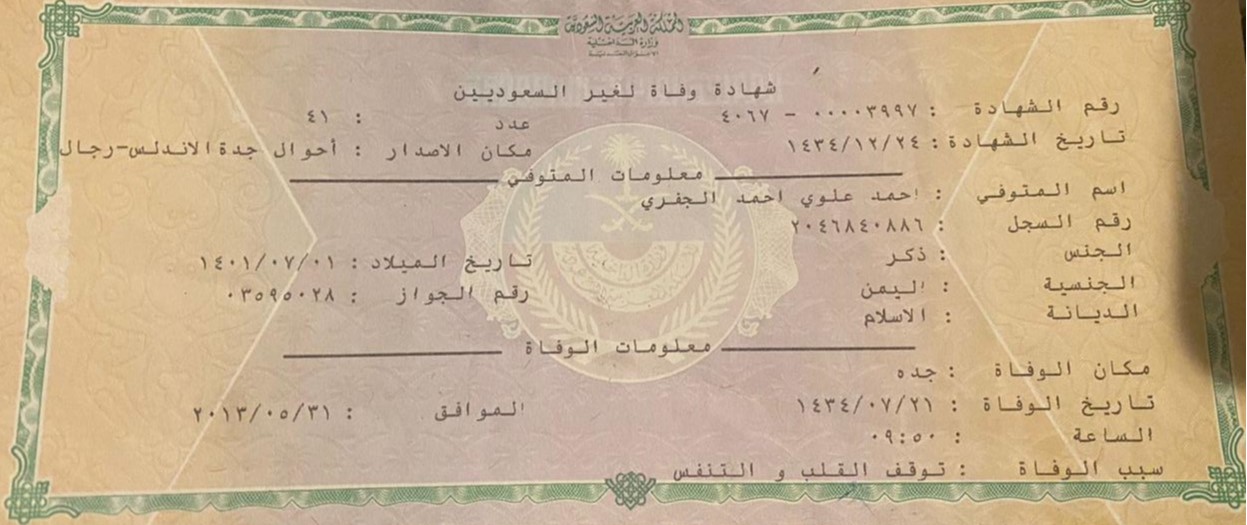 المملكة العربية السعودية
وزارة الداخلية
الأحوال المدنية
شهادة وفاة لغير السعوديين
رقم الشهادة : ٠٠٠٠٣٩٩٧ - ٤٠٦٧ عدد : ٤١
تاريخ الشهادة : ١٤٣٤/١٢/٢٤ مكان الاصدار : أحوال جدة الاندلس-رجال
معلومات المتوفي
اسم المتوفي : احمد علوي احمد الجفري
رقم السجل : ٢٠٤٦٨٤٠٨٨٦
الجنس : ذكر تاريخ الميلاد : ١٤٠١/٠٧/٠١
الجنسية : اليمن رقم الجواز : ٠٣٥٩٥٠٢٨
الديانة : الاسلام
معلومات الوفاة
مكان الوفاة : جده
تاريخ الوفاة : ١٤٣٤/٠٧/٢١ الموافق : ٢٠١٣/٠٥/٣١
الساعة : ٠٩:٥٠
سبب الوفاة : توقف القلب و التنفس